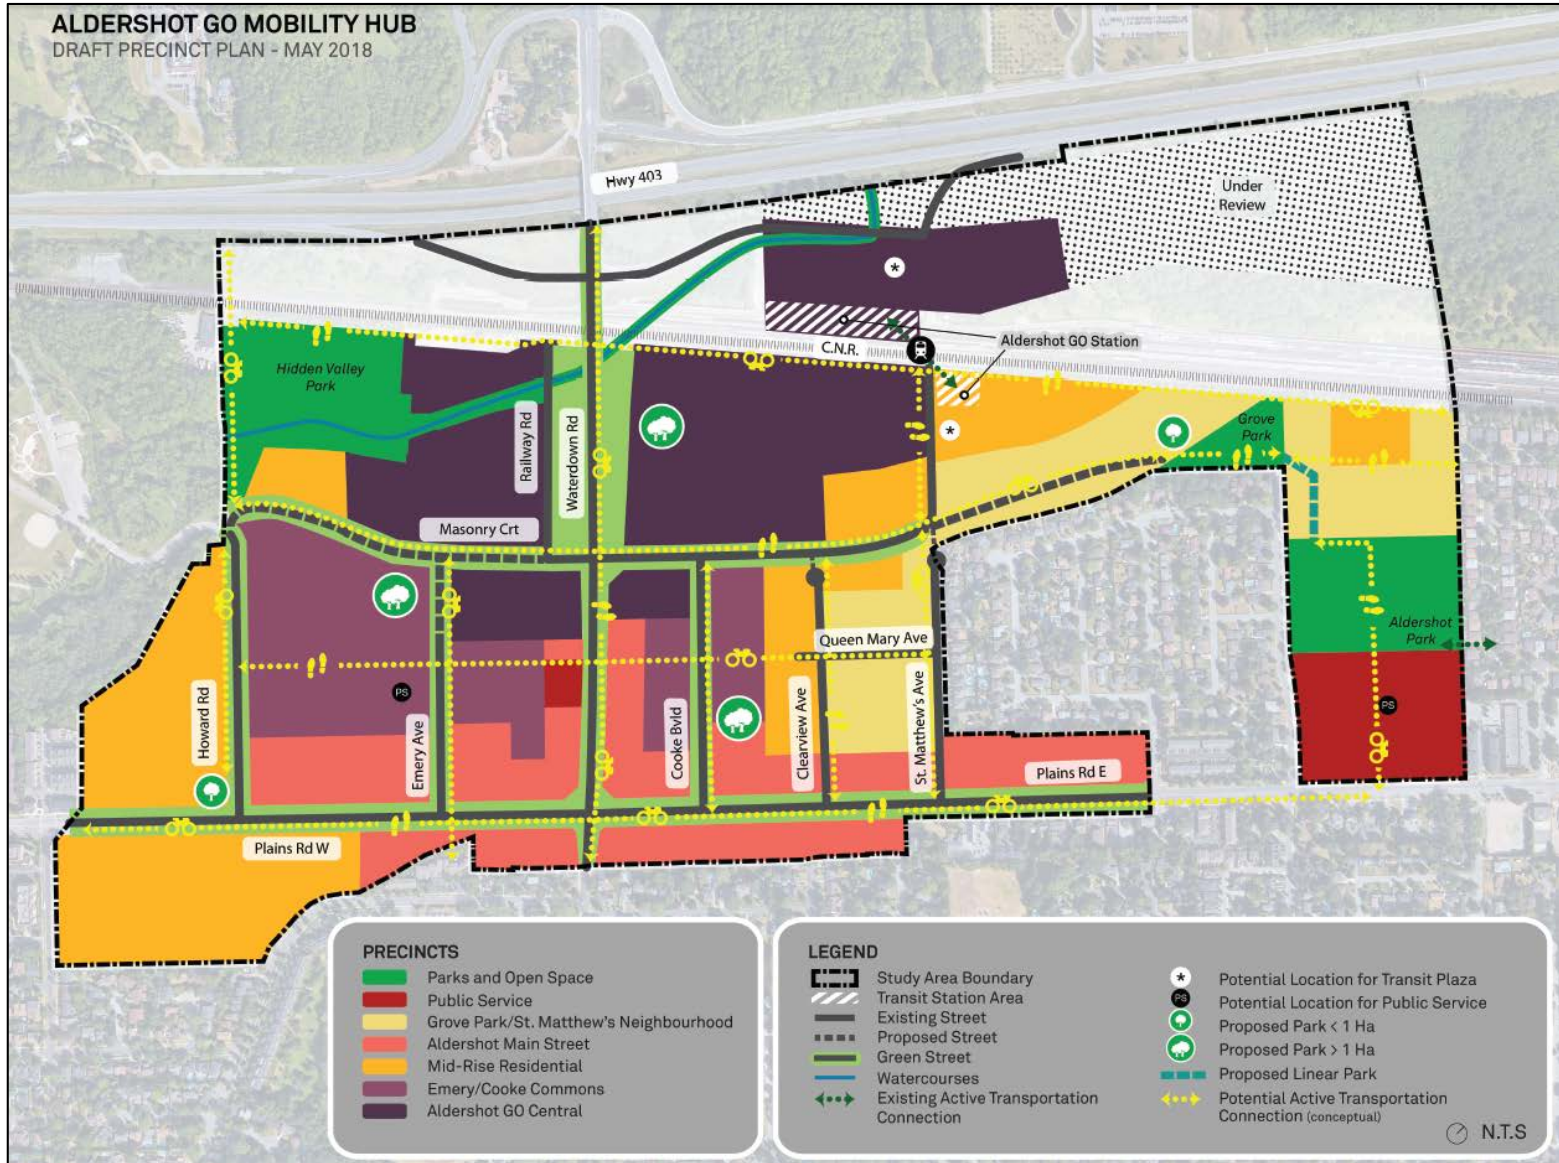 ALDERSHOT GO MOBILITY HUB
DRAFT PRECINCT PLAN - MAY 2018
Hwy 403
Under
Review
*
Aldershot GO Station
C.N.R.
Hidden Valley
Park
Railway Rd
Waterdown Rd
*
Grove
Park
Masonry Crt
Queen Mary Ave
Aldershot
Park
PS
PS
Howard Rd
Emery Ave
Cooke Bvld
Clearview Ave
St. Matthew's Ave
Plains Rd E
Plains Rd W
PRECINCTS
Parks and Open Space
Public Service
Grove Park/St. Matthew's Neighbourhood
Aldershot Main Street
Mid-Rise Residential
Emery/Cooke Commons
Aldershot GO Central
LEGEND
Study Area Boundary
Transit Station Area
Existing Street
Proposed Street
Green Street
Watercourses
Existing Active Transportation
Connection
* Potential Location for Transit Plaza
PS Potential Location for Public Service
Proposed Park < 1 Ha
Proposed Park > 1 Ha
Proposed Linear Park
Potential Active Transportation
Connection (conceptual)
N.T.S